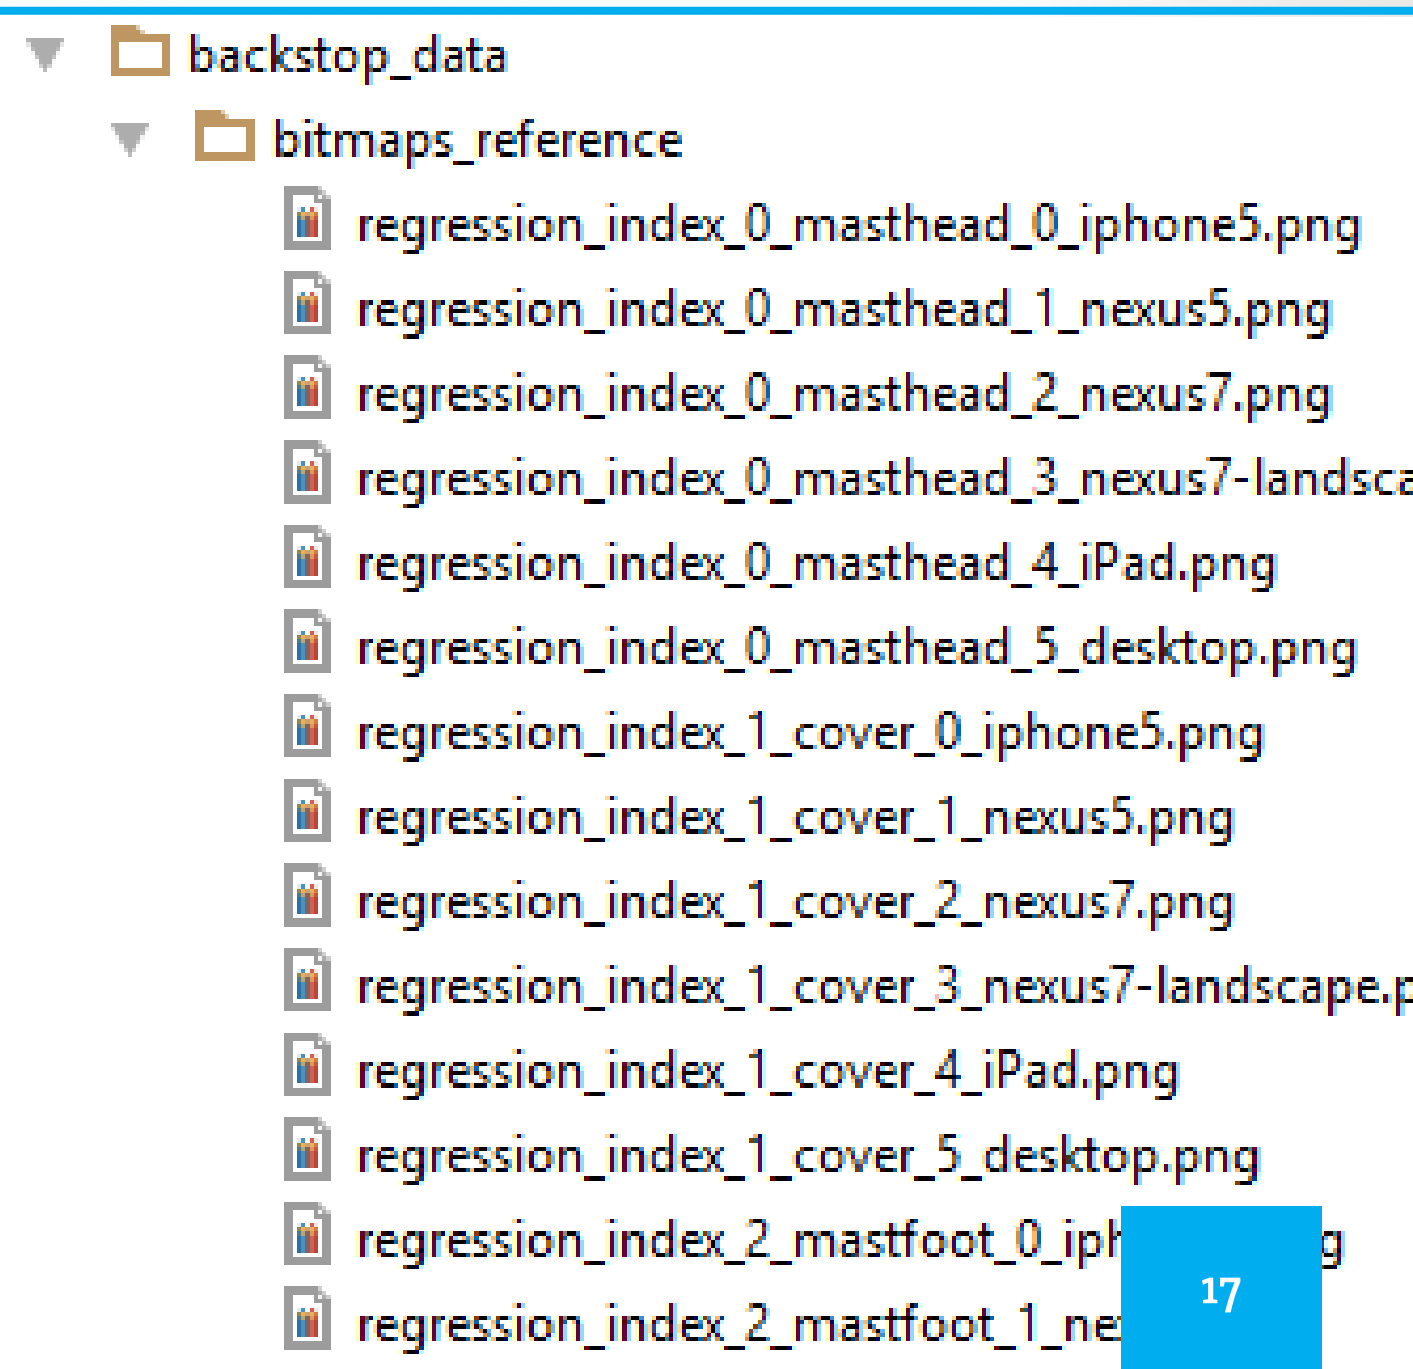 backstop_data
bitmaps_reference
regression_index_0_masthead_0_iphone5.png
regression_index_0_masthead_1_nexus5.png
regression_index_0_masthead_2_nexus7.png
regression_index_0_masthead_3_nexus7-landsca
regression_index_0_masthead_4_iPad.png
regression_index_0_masthead_5_desktop.png
regression_index_1_cover_0_iphone5.png
regression_index_1_cover_1_nexus5.png
regression_index_1_cover_2_nexus7.png
regression_index_1_cover_3_nexus7-landscape.p
regression_index_1_cover_4_iPad.png
regression_index_1_cover_5_desktop.png
regression_index_2_mastfoot_0_iph g
17
regression_index_2_mastfoot_1_ne